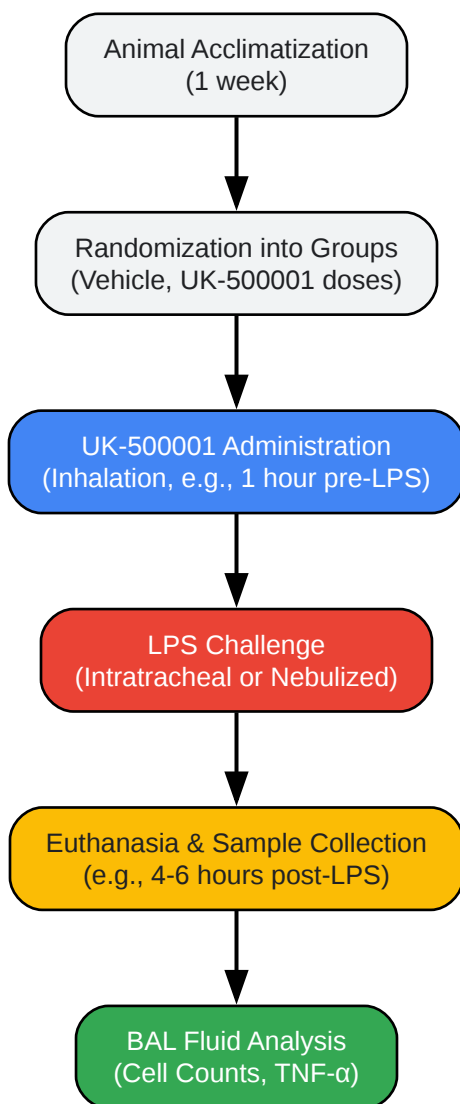 Animal Acclimatization
(1 week)
Randomization into Groups
(Vehicle, UK-500001 doses)
UK-500001 Administration
(Inhalation, e.g., 1 hour pre-LPS)
LPS Challenge
(Intratracheal or Nebulized)
Euthanasia & Sample Collection
(e.g., 4-6 hours post-LPS)
BAL Fluid Analysis
(Cell Counts, TNF-α)